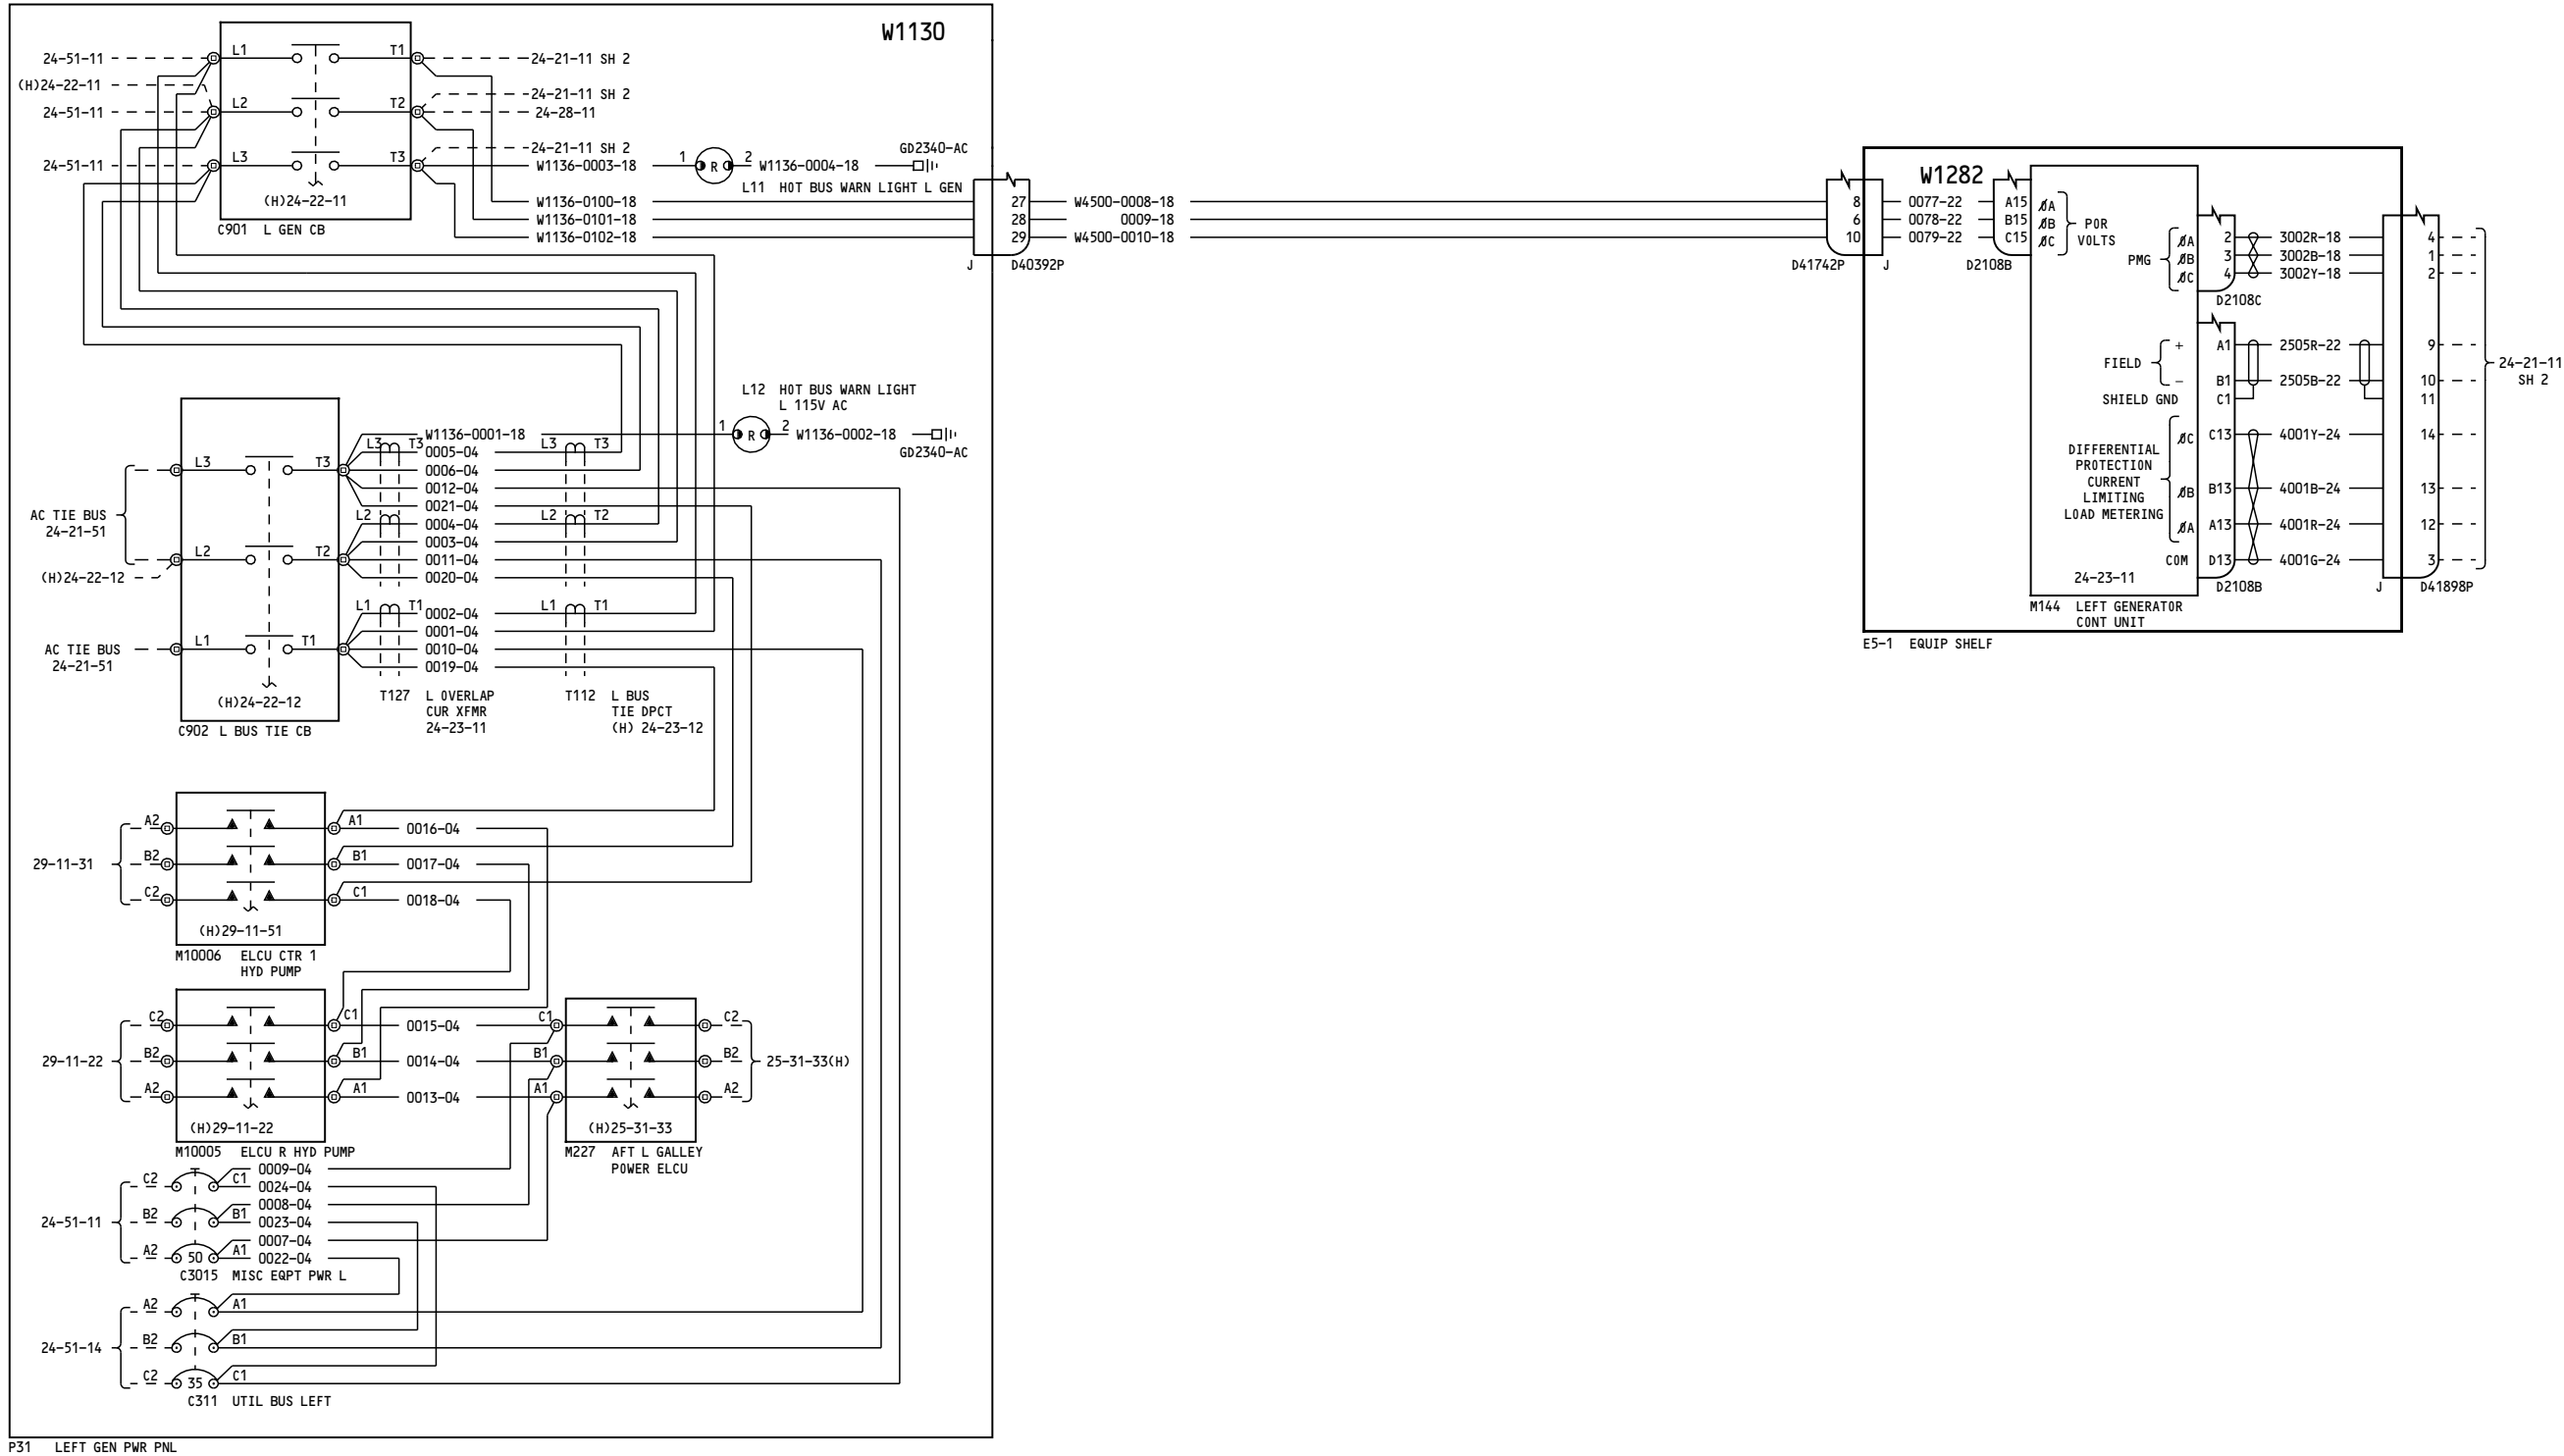 W1130
24-51-11
L1
T1
24-21-11 SH 2
(H)24-22-11
24-21-11 SH 2
24-51-11
L2
T2
24-28-11
24-21-11 SH 2
24-51-11
L3
T3
W1136-0003-18
1
R
2
W1136-0004-18
GD2340-AC
L11 HOT BUS WARN LIGHT L GEN
(H)24-22-11
C901 L GEN CB
W1136-0100-18
27
W4500-0008-18
W1136-0101-18
28
0009-18
W1136-0102-18
29
W4500-0010-18
J
D40392P
8
0077-22
A15
6
0078-22
B15
10
0079-22
C15
D41742P
J
D2108B
W1282
ØA
ØB
ØC
POR
VOLTS
PMG
ØA
ØB
ØC
2
3002R-18
4
3
3002B-18
1
4
3002Y-18
2
D2108C
FIELD
+
−
A1
2505R-22
9
B1
2505B-22
10
SHIELD GND
C1
11
24-21-11
SH 2
DIFFERENTIAL
PROTECTION
CURRENT
LIMITING
LOAD METERING
ØC
C13
4001Y-24
14
ØB
B13
4001B-24
13
ØA
A13
4001R-24
12
COM
D13
4001G-24
3
24-23-11
D2108B
J
D41898P
M144 LEFT GENERATOR
CONT UNIT
E5-1 EQUIP SHELF
L12 HOT BUS WARN LIGHT
L 115V AC
W1136-0001-18
1
R
2
W1136-0002-18
GD2340-AC
L3
T3
0005-04
L3
T3
L3
T3
0006-04
0012-04
0021-04
AC TIE BUS
24-21-51
L2
0004-04
L2
T2
0003-04
L2
T2
0011-04
(H)24-22-12
0020-04
L1
T1
0002-04
L1
T1
0001-04
AC TIE BUS
24-21-51
L1
T1
0010-04
0019-04
(H)24-22-12
C902 L BUS TIE CB
T127 L OVERLAP
CUR XFMR
24-23-11
T112 L BUS
TIE DPCT
(H) 24-23-12
A2
A1
0016-04
29-11-31
B2
B1
0017-04
C2
C1
0018-04
(H)29-11-51
M10006 ELCU CTR 1
HYD PUMP
C2
C1
0015-04
C1
C2
29-11-22
B2
B1
0014-04
B1
B2
25-31-33(H)
A2
A1
0013-04
A1
A2
(H)29-11-22
(H)25-31-33
M10005 ELCU R HYD PUMP
M227 AFT L GALLEY
POWER ELCU
0009-04
C2
C1
0024-04
0008-04
24-51-11
B2
B1
0023-04
0007-04
A2
50
A1
0022-04
C3015 MISC EQPT PWR L
A2
A1
24-51-14
B2
B1
C2
35
C1
C311 UTIL BUS LEFT
P31 LEFT GEN PWR PNL